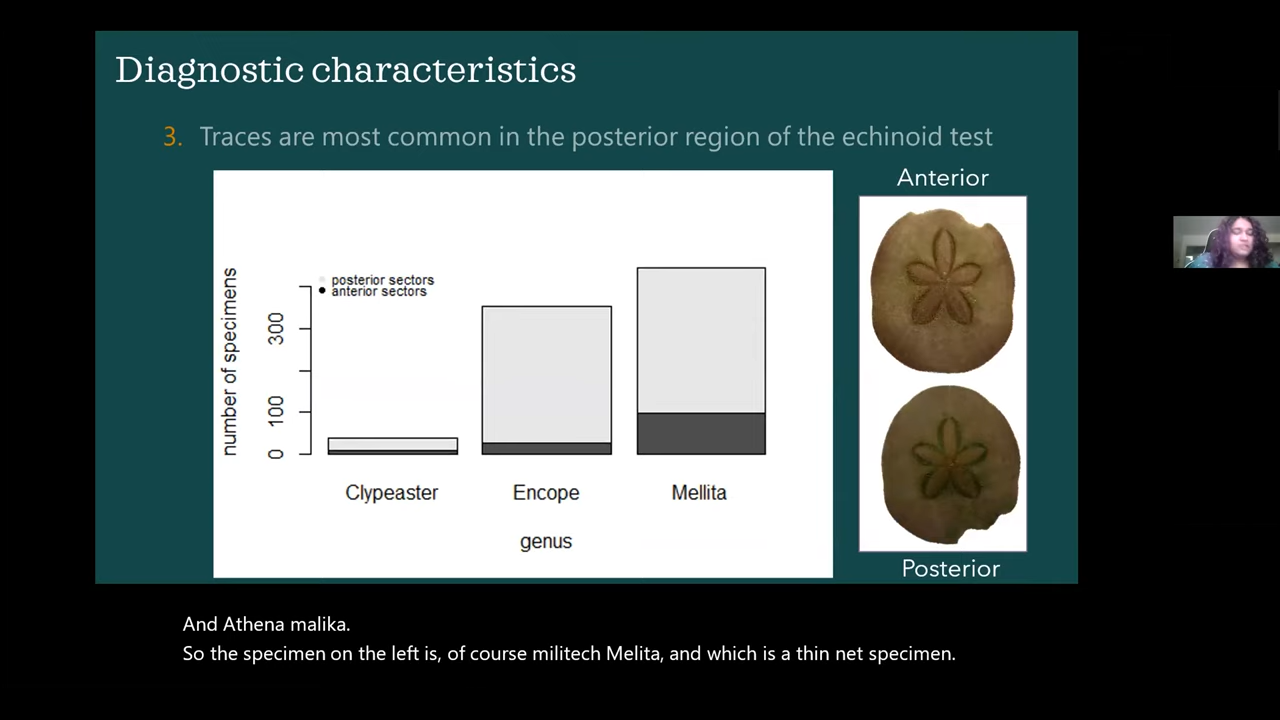 Diagnostic characteristics
3. Traces are most common in the posterior region of the echinoid test
Anterior
posterior sectors
anterior sectors
number of specimens
0 100 300
Clypeaster Encope Mellita
genus
Posterior
And Athena malika.
So the specimen on the left is, of course militech Melita, and which is a thin net specimen.